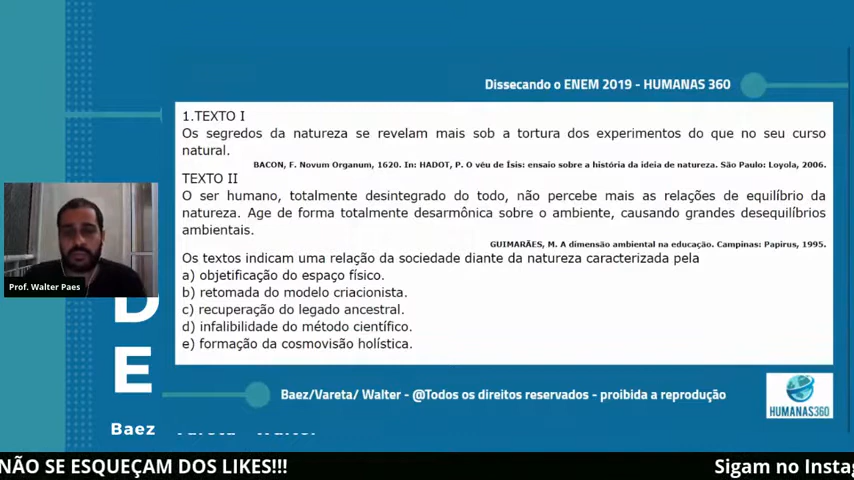 Dissecando o ENEM 2019 - HUMANAS 360
1.TEXTO I
Os segredos da natureza se revelam mais sob a tortura dos experimentos do que no seu curso
natural.
BACON, F. Novum Organum, 1620. In: HADOT, P. O véu de Ísis: ensaio sobre a história da ideia de natureza. São Paulo: Loyola, 2006.
TEXTO II
O ser humano, totalmente desintegrado do todo, não percebe mais as relações de equilíbrio da
natureza. Age de forma totalmente desarmônica sobre o ambiente, causando grandes desequilíbrios
ambientais.
GUIMARÃES, M. A dimensão ambiental na educação. Campinas: Papirus, 1995.
Os textos indicam uma relação da sociedade diante da natureza caracterizada pela
a) objetificação do espaço físico.
b) retomada do modelo criacionista.
c) recuperação do legado ancestral.
d) infalibilidade do método científico.
e) formação da cosmovisão holística.
Prof. Walter Paes
E
Baez/Vareta/ Walter - @Todos os direitos reservados - proibida a reprodução
HUMANAS360
Baez
NÃO SE ESQUEÇAM DOS LIKES!!!
Sigam no Instag